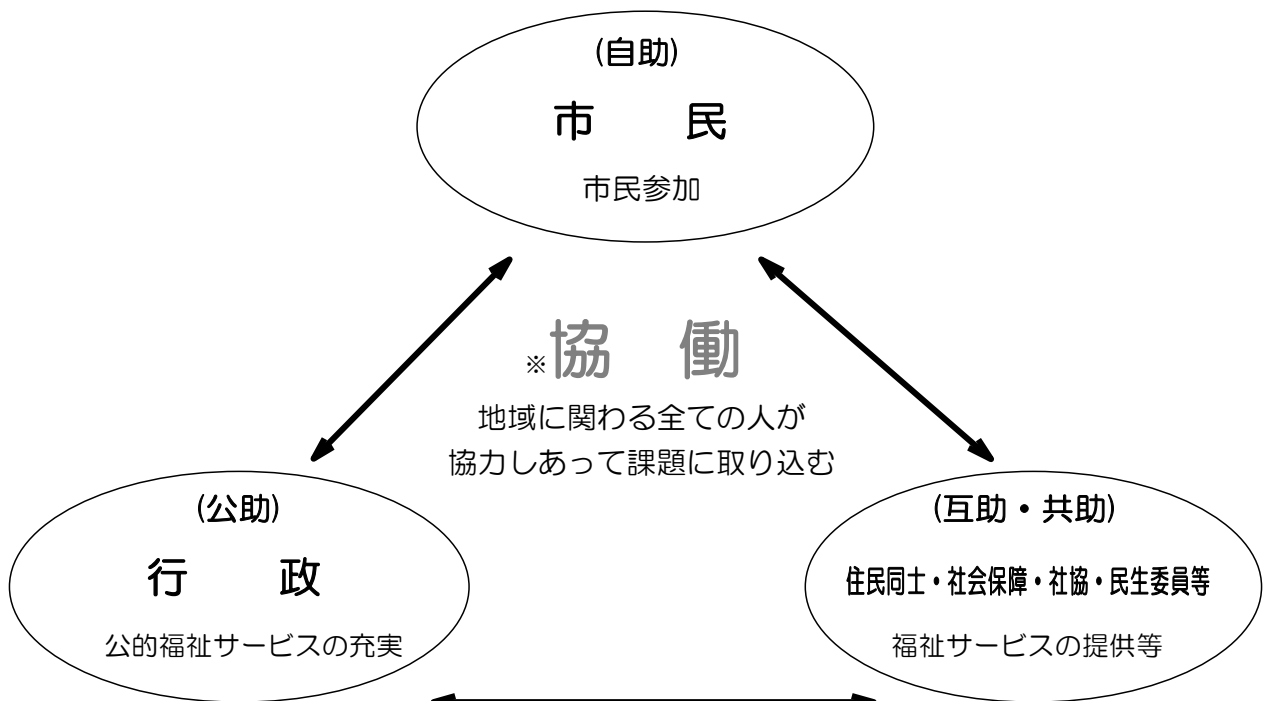 (自助)
市　民
市民参加
※協　働
地域に関わる全ての人が
協力しあって課題に取り込む
(公助)
行　政
公的福祉サービスの充実
(互助・共助)
住民同士・社会保障・社協・民生委員等
福祉サービスの提供等